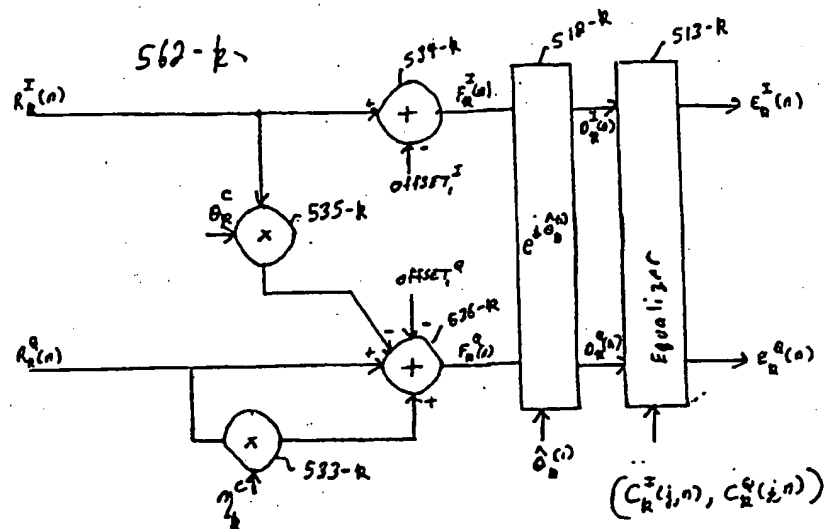 562-k
534-k
518-k
513-k
R_k^I(n)
+
+
-
F_k^I(n)
D_k^I(n)
E_k^I(n)
OFFSET_1^I
θ_k^c
x
535-k
e^{jθ̂_k(n)}
Equalizer
OFFSET_1^Q
-
-
536-k
R_k^Q(n)
+
+
+
F_k^Q(n)
D_k^Q(n)
E_k^Q(n)
x
533-k
η_k^c
(C_k^I(j,n), C_k^Q(j,n))